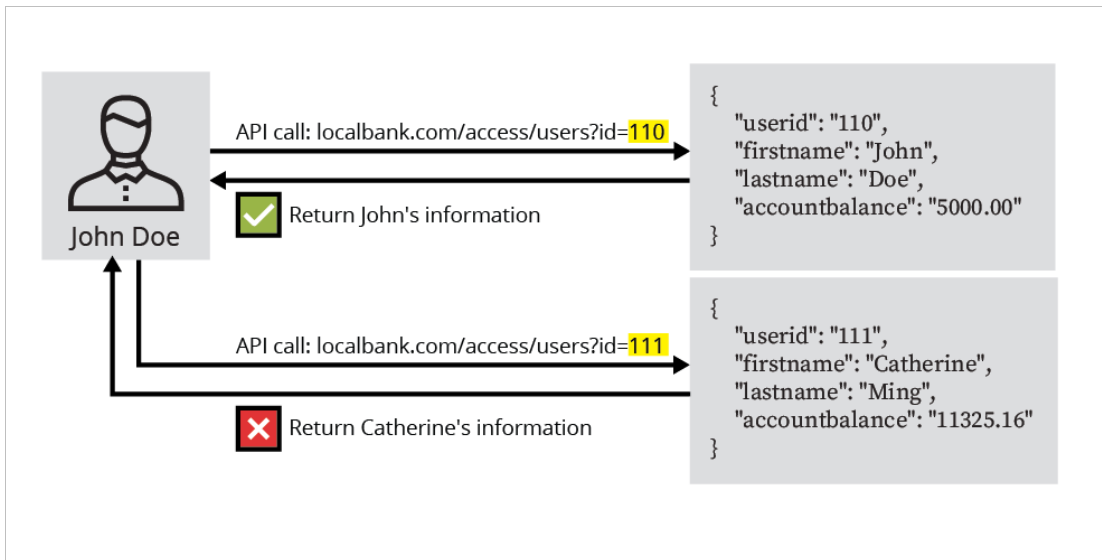 John Doe
API call: localbank.com/access/users?id=110
Return John's information
{
"userid": "110",
"firstname": "John",
"lastname": "Doe",
"accountbalance": "5000.00"
}
API call: localbank.com/access/users?id=111
Return Catherine's information
{
"userid": "111",
"firstname": "Catherine",
"lastname": "Ming",
"accountbalance": "11325.16"
}